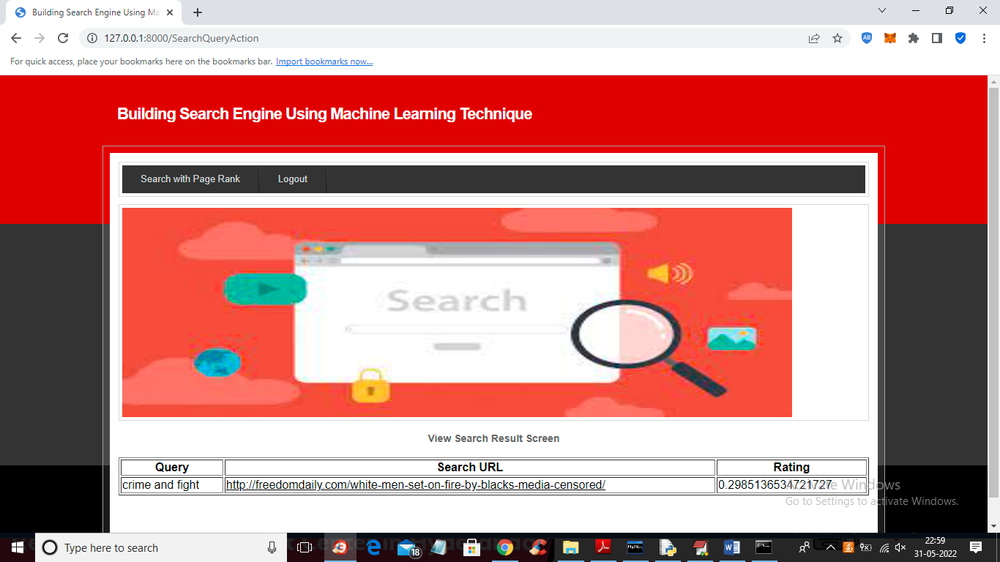 Building Search Engine Using Ma
127.0.0.1:8000/SearchQueryAction
AB
For quick access, place your bookmarks here on the bookmarks bar. Import bookmarks now...
Building Search Engine Using Machine Learning Technique
Search with Page Rank Logout
Search
View Search Result Screen
Query Search URL Rating
crime and fight http://freedomdaily.com/white-men-set-on-fire-by-blacks-media-censored/ 0.2985136534721727
Activate Windows
Go to Settings to activate Windows.
Type here to search
18
MySQL
22:59
31-05-2022